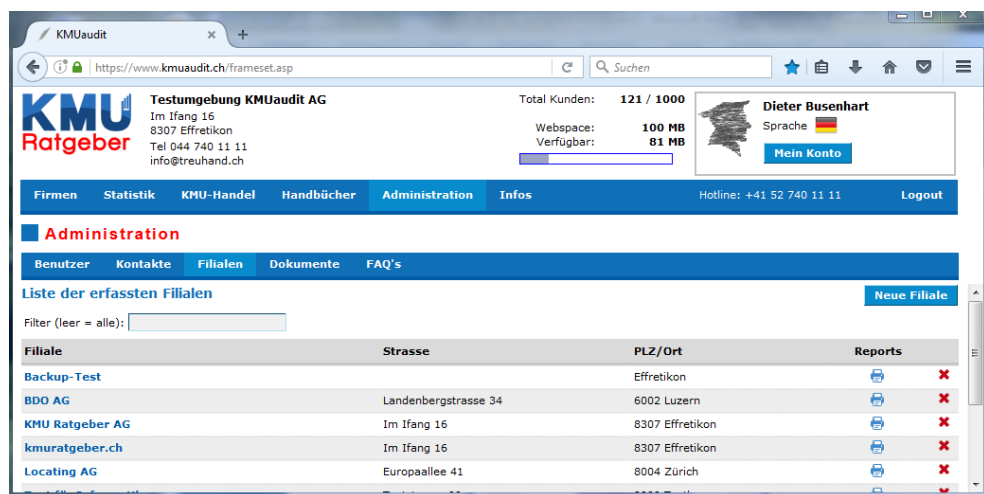 KMUaudit
https://www.kmuaudit.ch/frameset.asp
Suchen
KMU Ratgeber
Testumgebung KMUaudit AG
Im Ifang 16
8307 Effretikon
Tel 044 740 11 11
info@treuhand.ch
Total Kunden: 121 / 1000
Webspace: 100 MB
Verfügbar: 81 MB
Dieter Busenhart
Sprache
Mein Konto
Firmen Statistik KMU-Handel Handbücher Administration Infos Hotline: +41 52 740 11 11 Logout
Administration
Benutzer Kontakte Filialen Dokumente FAQ's
Liste der erfassten Filialen Neue Filiale
Filter (leer = alle):
Filiale Strasse PLZ/Ort Reports
Backup-Test Effretikon
BDO AG Landenbergstrasse 34 6002 Luzern
KMU Ratgeber AG Im Ifang 16 8307 Effretikon
kmuratgeber.ch Im Ifang 16 8307 Effretikon
Locating AG Europaallee 41 8004 Zürich